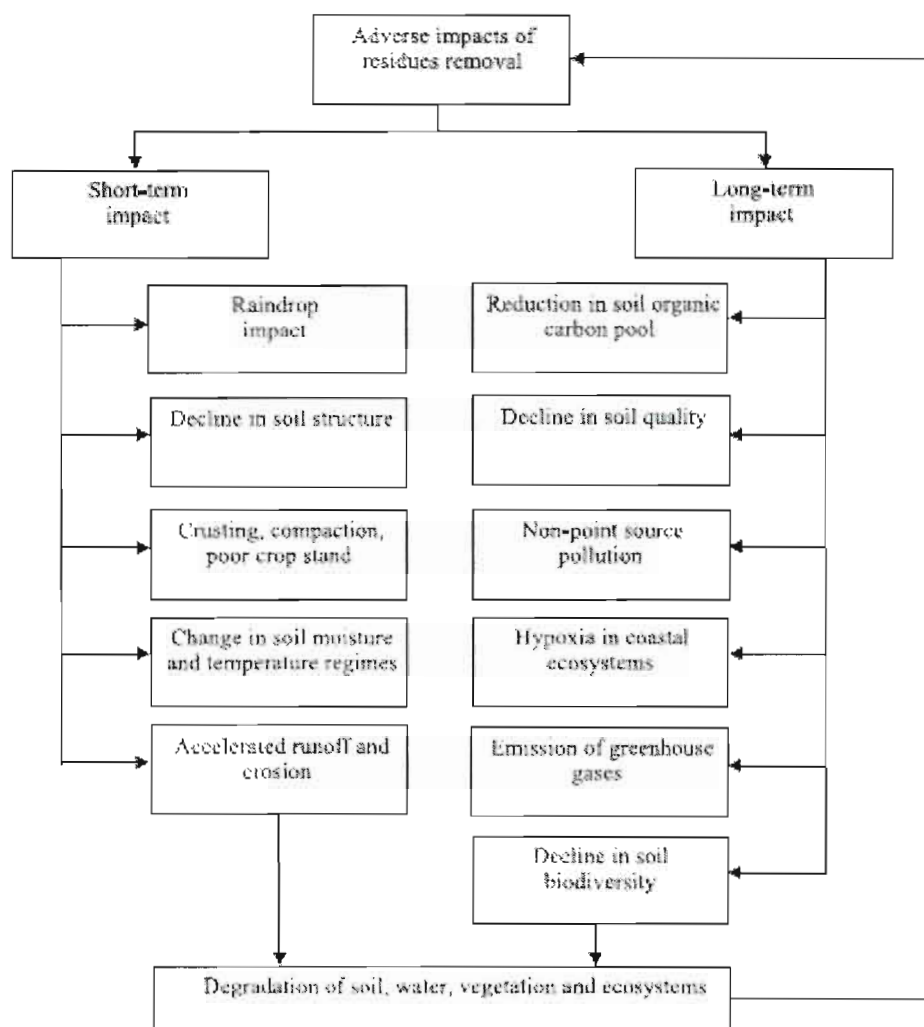 Adverse impacts of
residues removal
Short-term
impact
Long-term
impact
Raindrop
impact
Reduction in soil organic
carbon pool
Decline in soil structure
Decline in soil quality
Crusting, compaction,
poor crop stand
Non-point source
pollution
Change in soil moisture
and temperature regimes
Hypoxia in coastal
ecosystems
Accelerated runoff and
erosion
Emission of greenhouse
gases
Decline in soil
biodiversity
Degradation of soil, water, vegetation and ecosystems